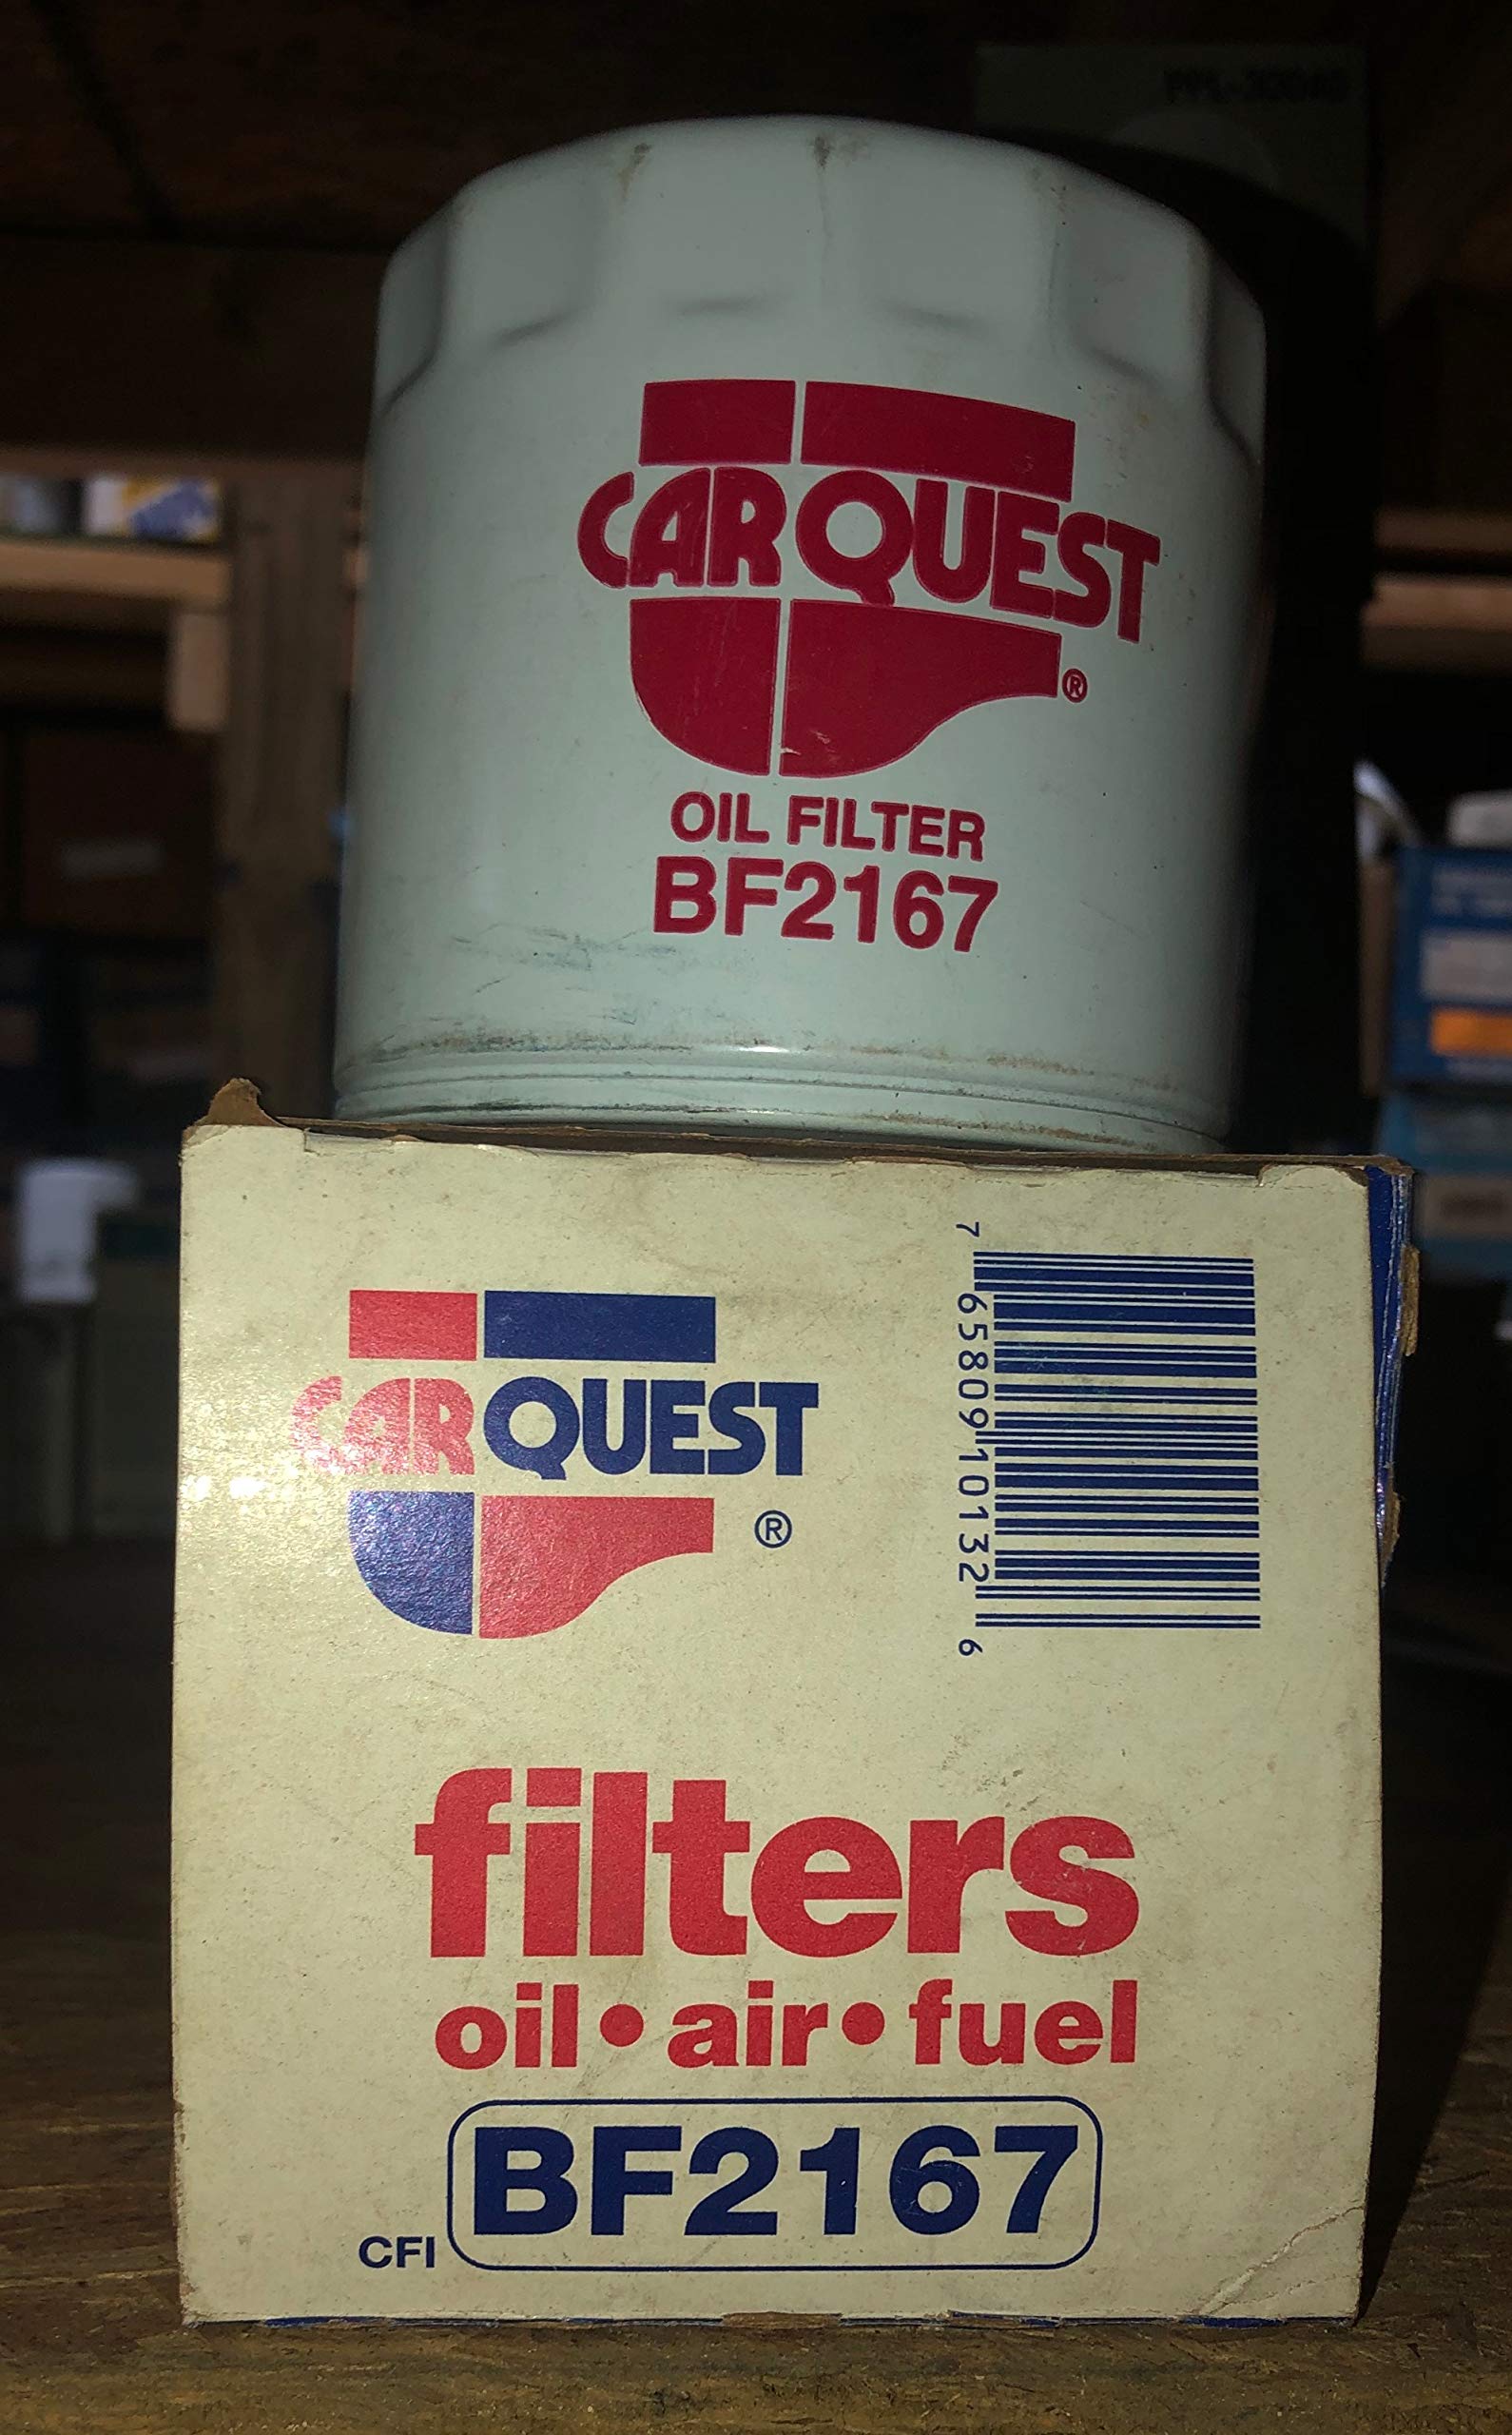 CARQUEST
®
OIL FILTER
BF2167
CARQUEST
®
7 65809 10132 6
filters
oil • air • fuel
CFI BF2167